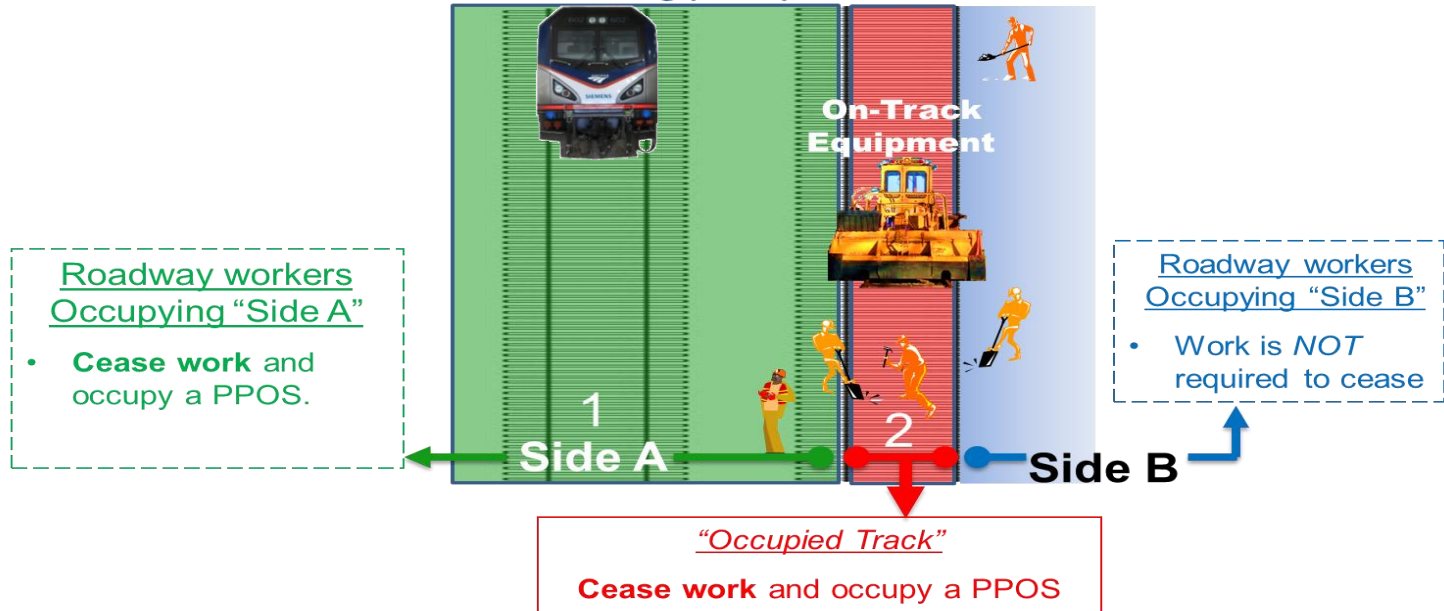 SIEMENS
On-Track
Equipment
Roadway workers
Occupying “Side A”
• Cease work and
occupy a PPOS.
Roadway workers
Occupying “Side B”
• Work is NOT
required to cease
1
2
Side A
Side B
“Occupied Track”
Cease work and occupy a PPOS